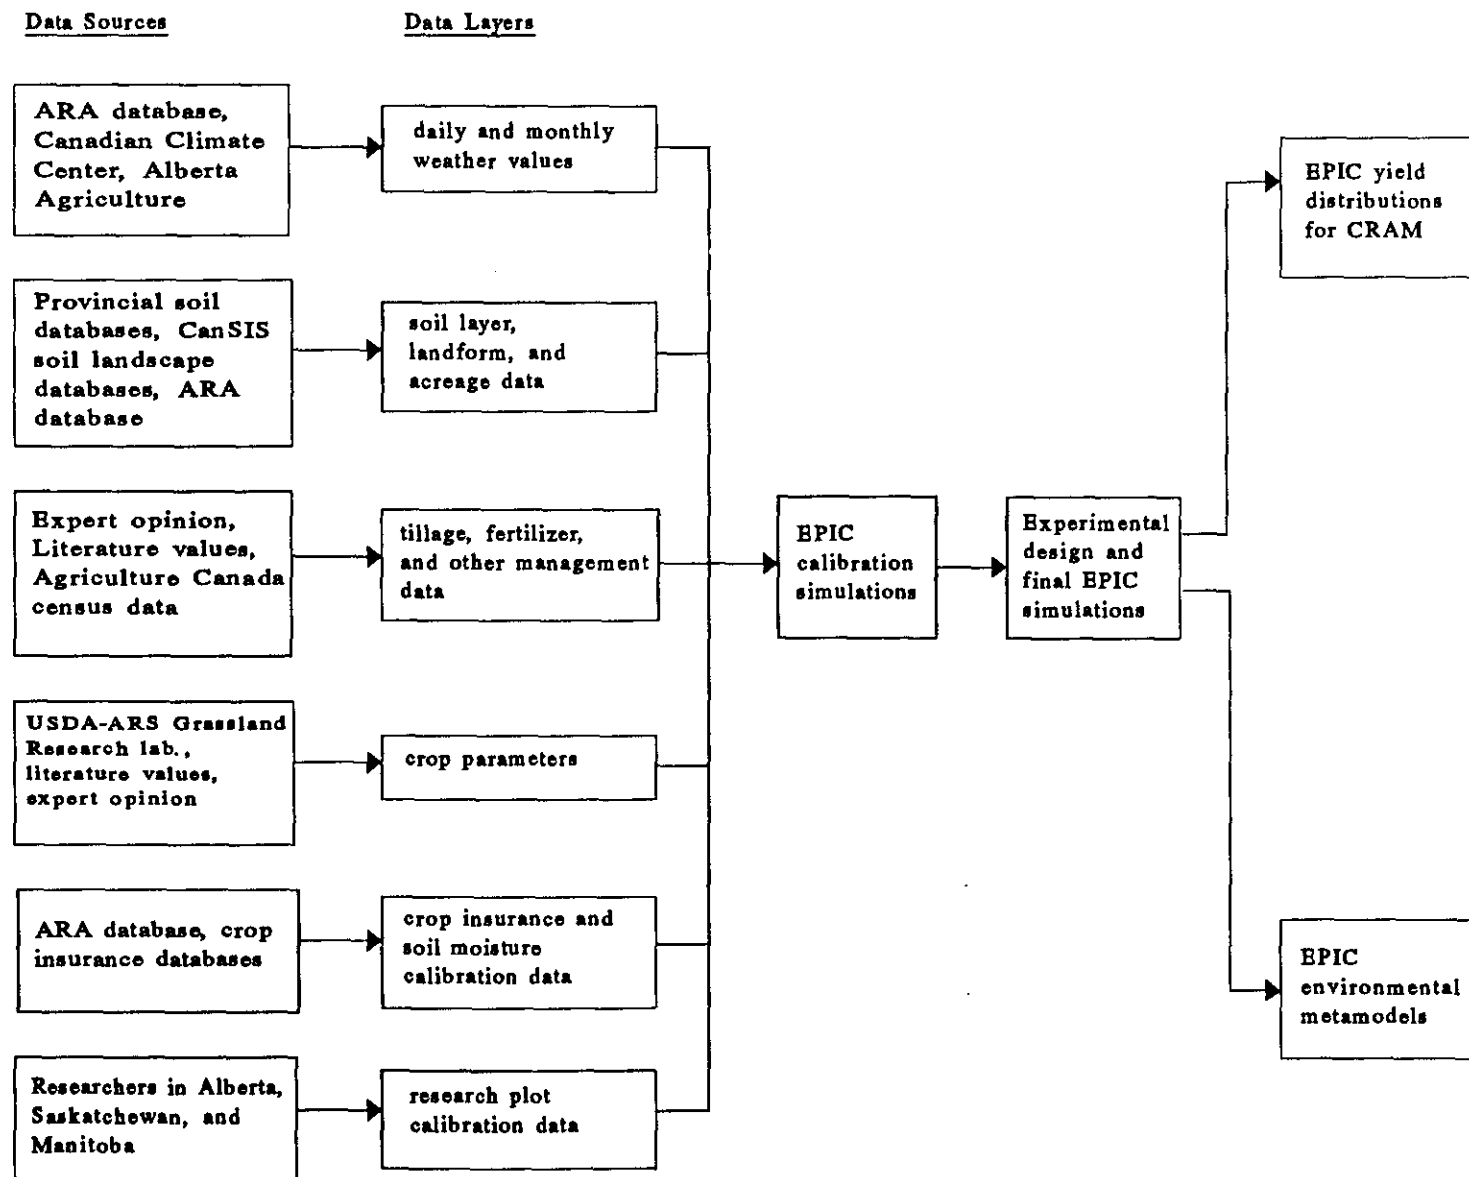 Data Sources
Data Layers
ARA database,
Canadian Climate
Center, Alberta
Agriculture
daily and monthly
weather values
EPIC yield
distributions
for CRAM
Provincial soil
databases, CanSIS
soil landscape
databases, ARA
database
soil layer,
landform, and
acreage data
Expert opinion,
Literature values,
Agriculture Canada
census data
tillage, fertilizer,
and other management
data
EPIC
calibration
simulations
Experimental
design and
final EPIC
simulations
USDA-ARS Grassland
Research lab.,
literature values,
expert opinion
crop parameters
ARA database, crop
insurance databases
crop insurance and
soil moisture
calibration data
EPIC
environmental
metamodels
Researchers in Alberta,
Saskatchewan, and
Manitoba
research plot
calibration data